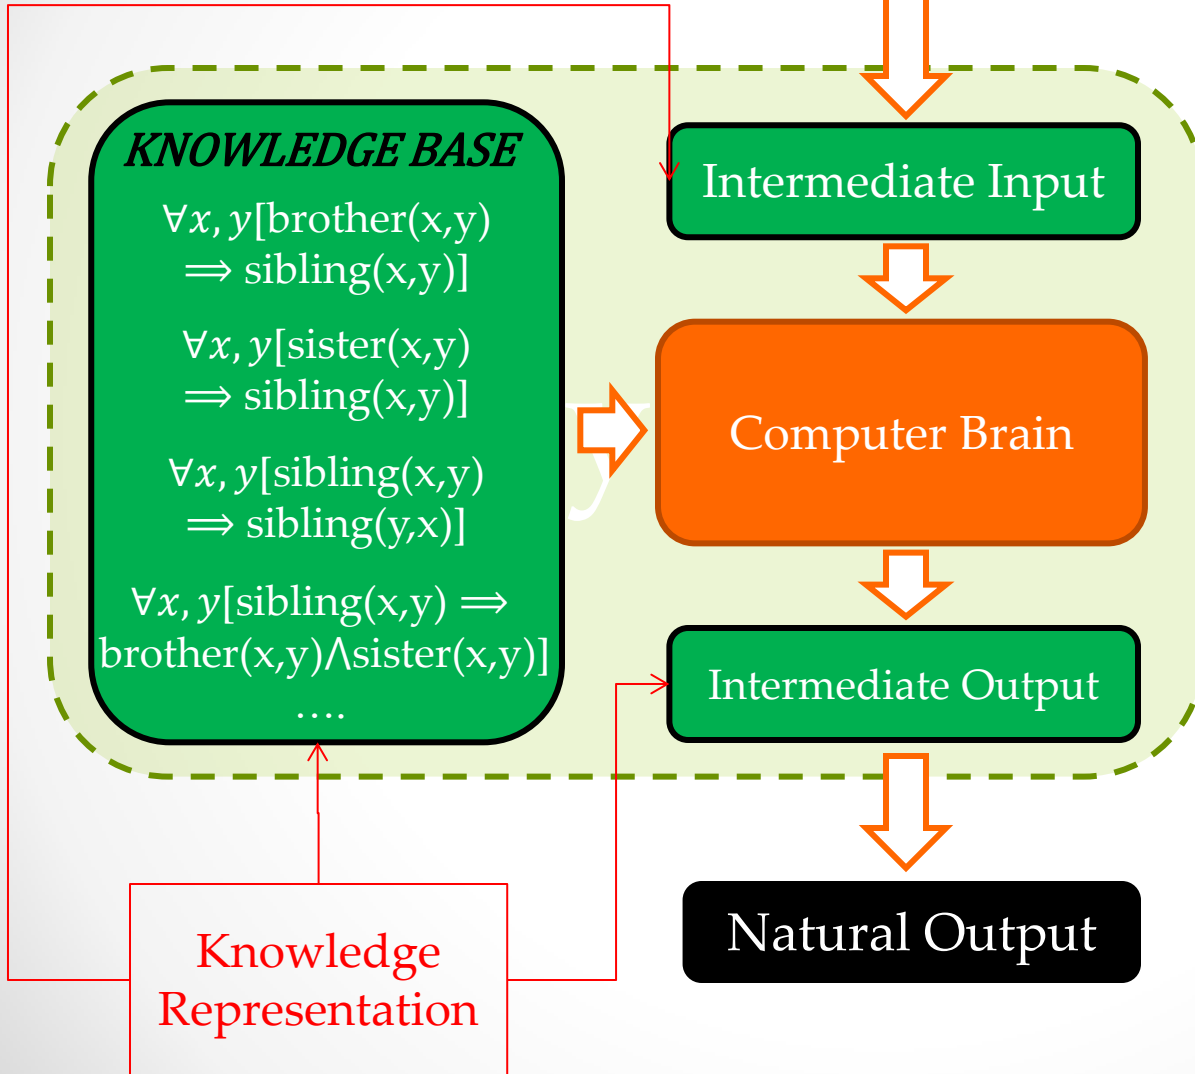 KNOWLEDGE BASE
∀x, y[brother(x,y)
⟹ sibling(x,y)]
∀x, y[sister(x,y)
⟹ sibling(x,y)]
∀x, y[sibling(x,y)
⟹ sibling(y,x)]
∀x, y[sibling(x,y) ⟹
brother(x,y)⋀sister(x,y)]
….
y
Intermediate Input
Computer Brain
Intermediate Output
Natural Output
Knowledge
Representation